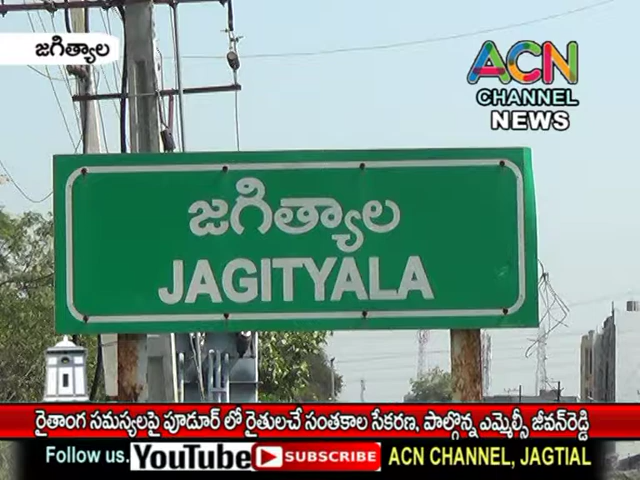 జగిత్యాల
ACN
CHANNEL
NEWS
జగిత్యాల
JAGITYALA
రైతాంగ సమస్యలపై పూడూర్ లో రైతులచే సంతకాల సేకరణ, పాల్గొన్న ఎమ్మెల్సీ జీవన్‌రెడ్డి
Follow us. YouTube SUBSCRIBE ACN CHANNEL, JAGTIAL